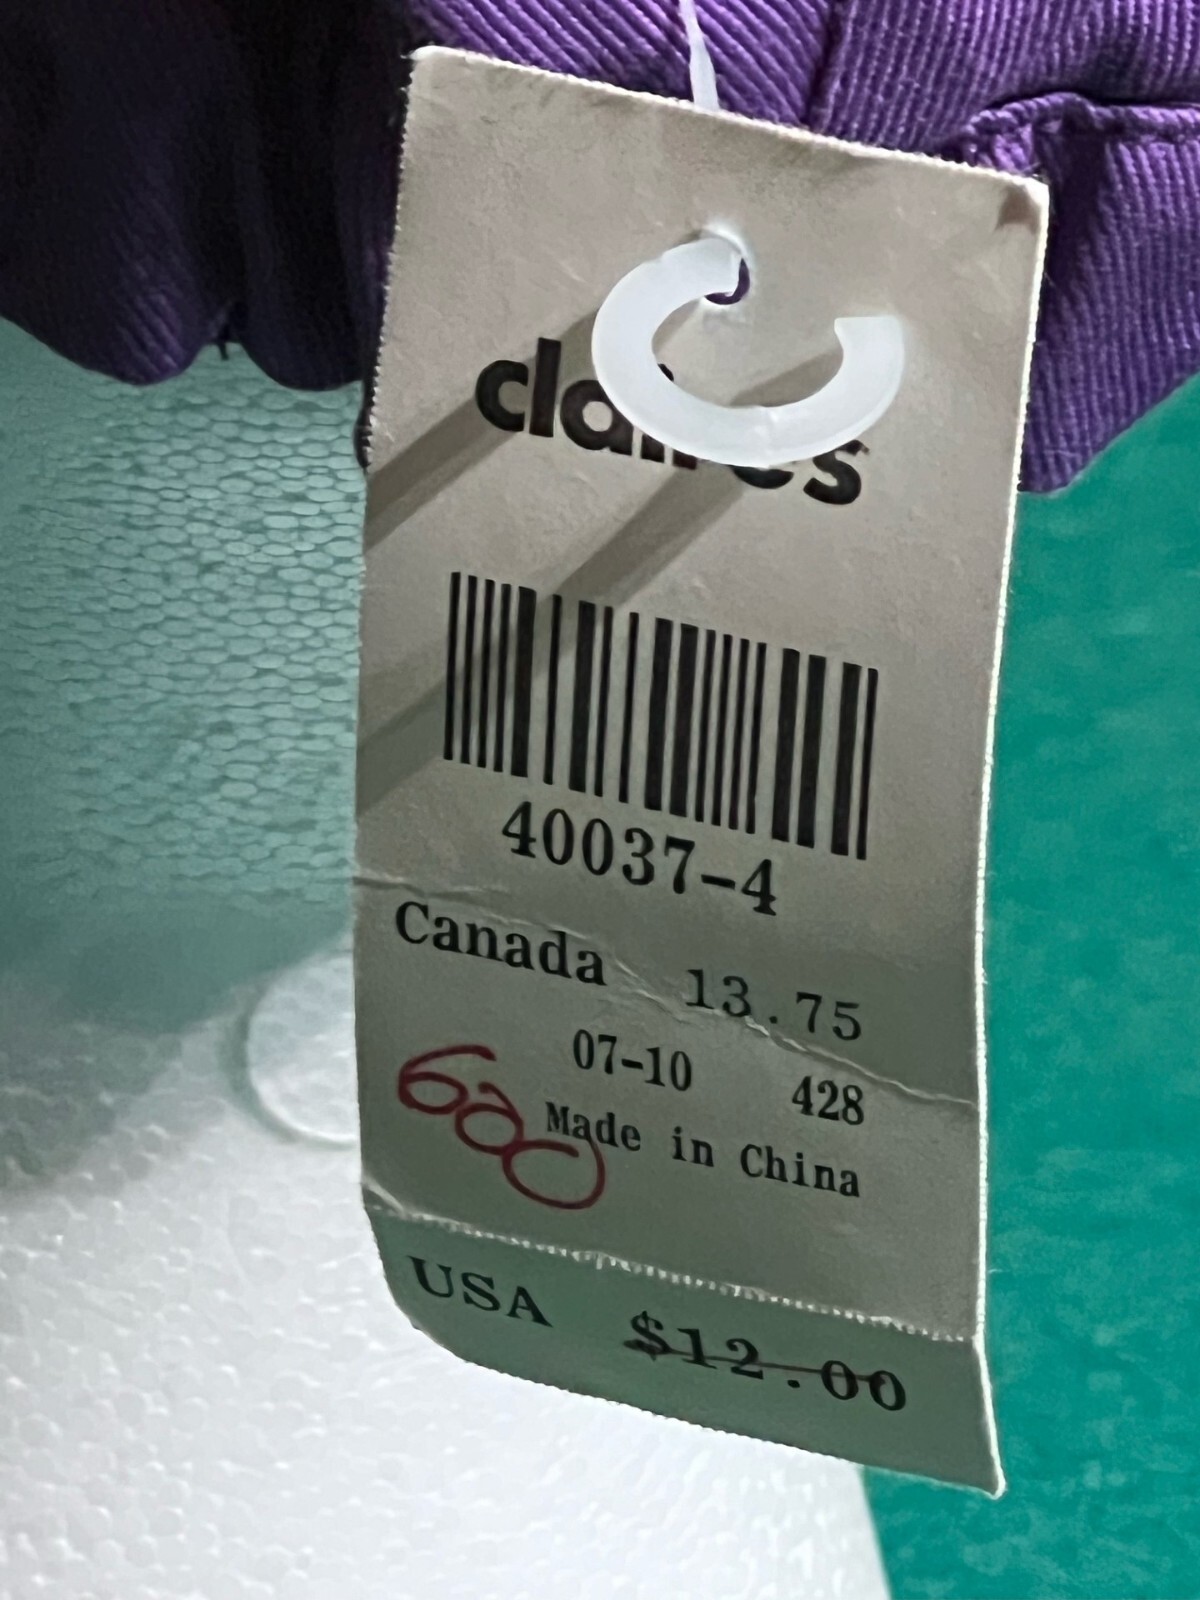 claires
40037-4
Canada 13.75
07-10 428
600
Made in China
USA $12.00